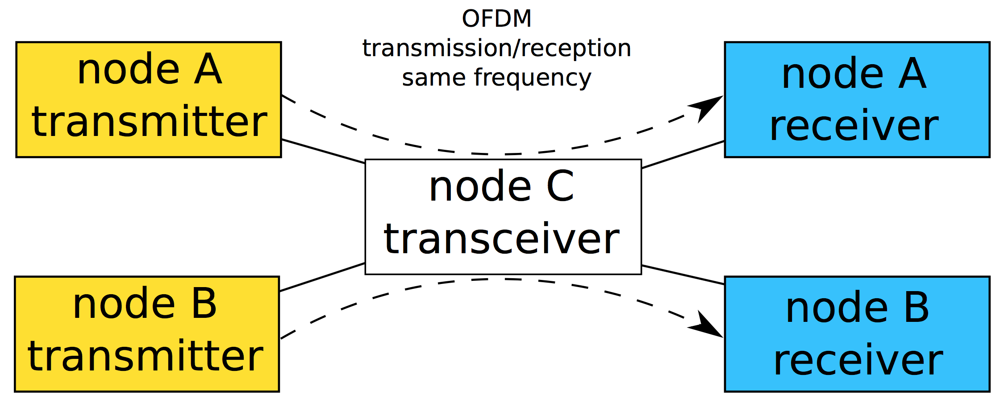 OFDM
transmission/reception
same frequency
node A
transmitter
node A
receiver
node C
transceiver
node B
transmitter
node B
receiver